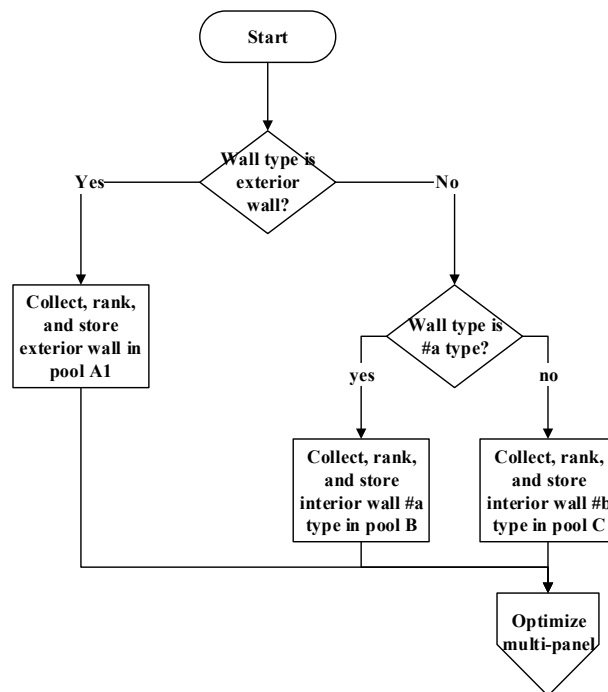 Start
Wall type is
exterior
wall?
Yes
No
Collect, rank,
and store
exterior wall in
pool A1
Wall type is
#a type?
yes
no
Collect, rank,
and store
interior wall #a
type in pool B
Collect, rank,
and store
interior wall #b
type in pool C
Optimize
multi-panel